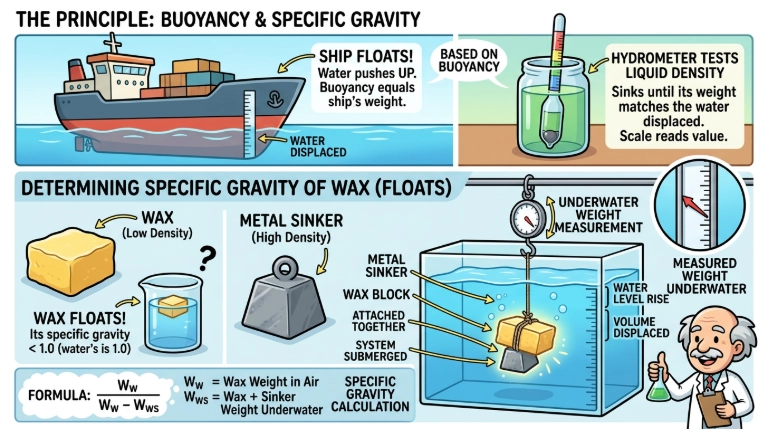 THE PRINCIPLE: BUOYANCY & SPECIFIC GRAVITY
SHIP FLOATS!
Water pushes UP.
Buoyancy equals
ship's weight.
WATER
DISPLACED
BASED ON
BUOYANCY
HYDROMETER TESTS
LIQUID DENSITY
Sinks until its weight
matches the water
displaced.
Scale reads value.
DETERMINING SPECIFIC GRAVITY OF WAX (FLOATS)
WAX
(Low Density)
?
WAX FLOATS!
Its specific gravity
< 1.0 (water's is 1.0)
METAL SINKER
(High Density)
UNDERWATER
WEIGHT
MEASUREMENT
METAL
SINKER
WAX BLOCK
ATTACHED
TOGETHER
SYSTEM
SUBMERGED
WATER
LEVEL RISE
VOLUME
DISPLACED
MEASURED
WEIGHT
UNDERWATER
FORMULA: Ww / (Ww – Wws)
Ww = Wax Weight in Air
Wws = Wax + Sinker
Weight Underwater
SPECIFIC
GRAVITY
CALCULATION